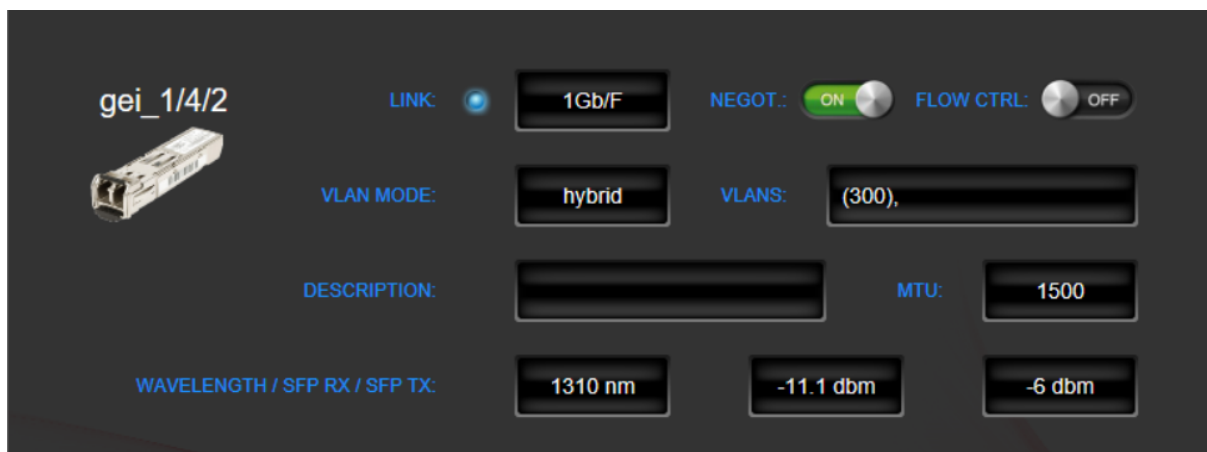 gei_1/4/2 LINK: 1Gb/F NEGOT.: ON FLOW CTRL: OFF
VLAN MODE: hybrid VLANS: (300),
DESCRIPTION: MTU: 1500
WAVELENGTH / SFP RX / SFP TX: 1310 nm -11.1 dbm -6 dbm